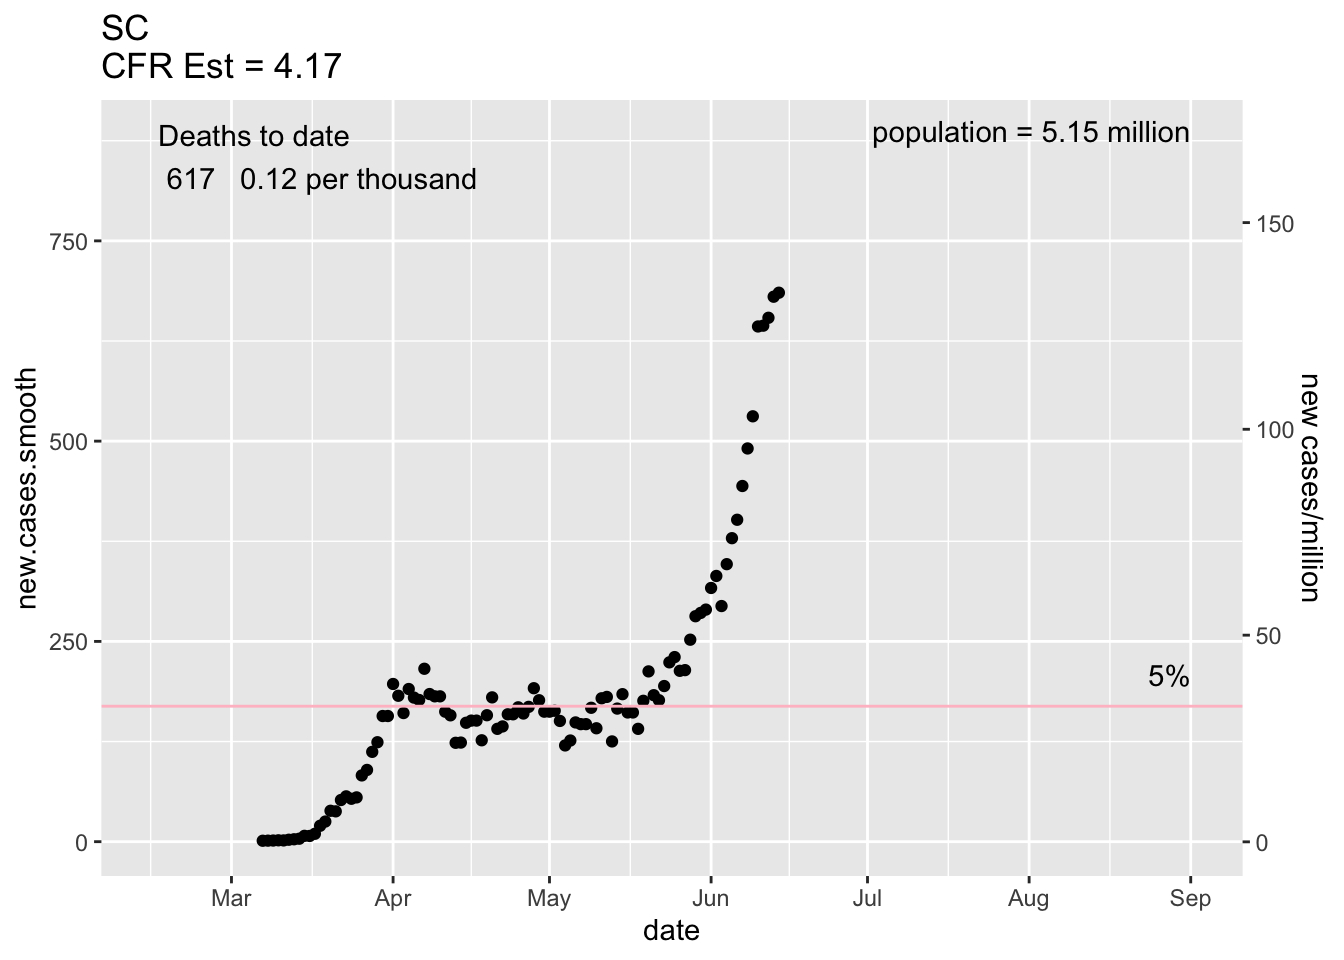 SC
CFR Est = 4.17
Deaths to date
617 0.12 per thousand
population = 5.15 million
750
500
250
0
new.cases.smooth
150
100
50
0
new cases/million
5%
Mar Apr May Jun Jul Aug Sep
date